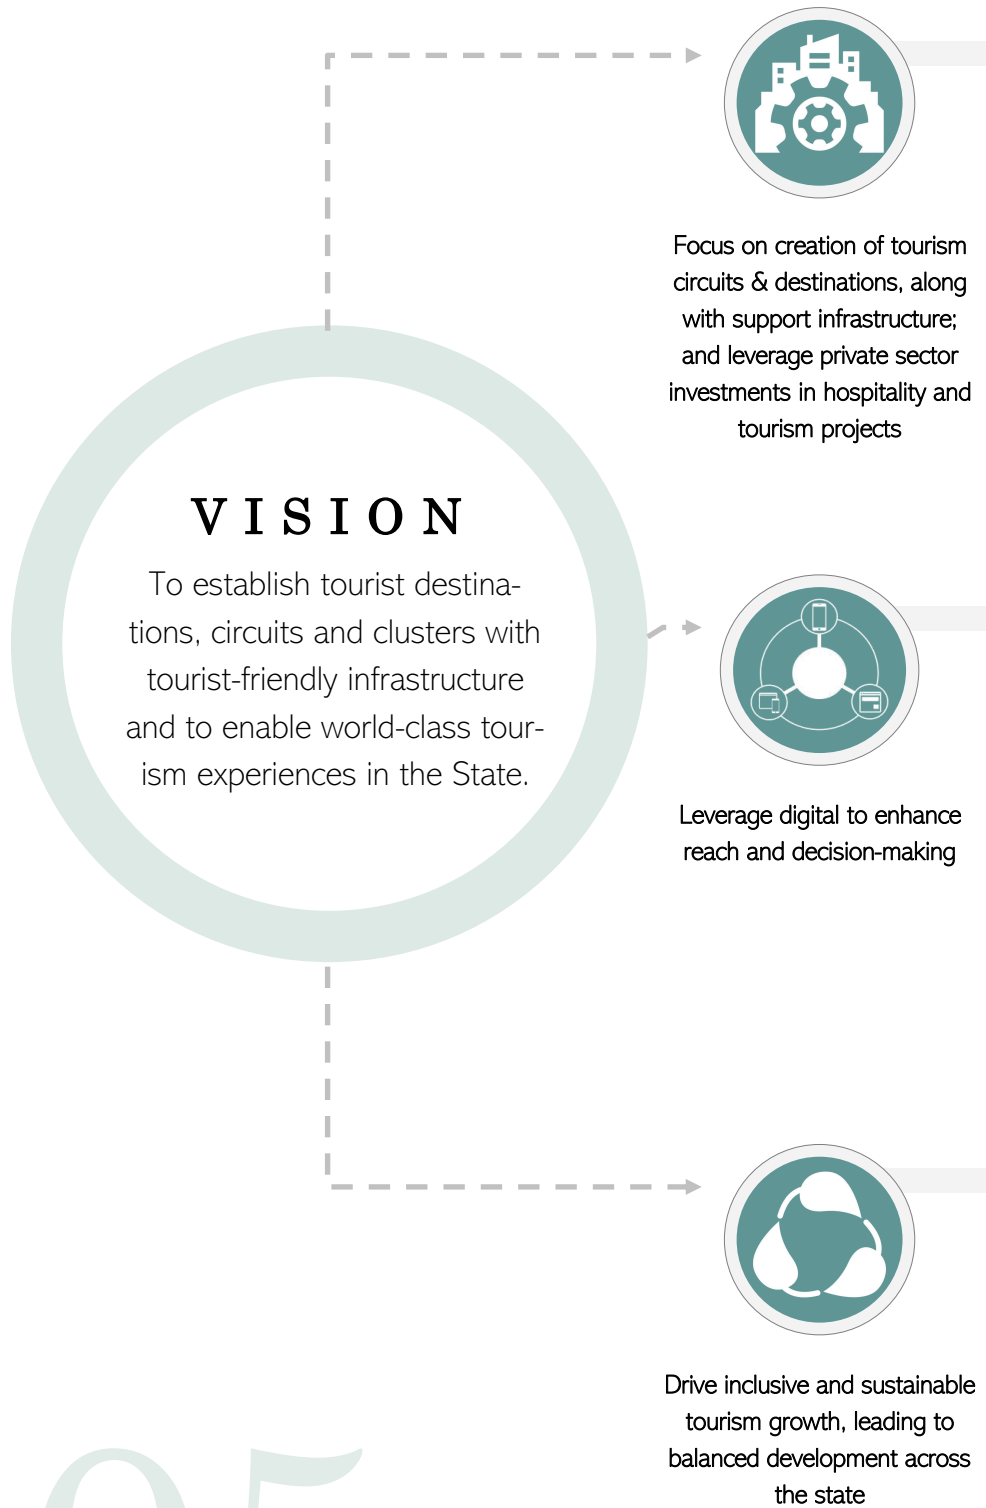 Focus on creation of tourism
circuits & destinations, along
with support infrastructure;
and leverage private sector
investments in hospitality and
tourism projects
VISION
To establish tourist destina-
tions, circuits and clusters with
tourist-friendly infrastructure
and to enable world-class tour-
ism experiences in the State.
Leverage digital to enhance
reach and decision-making
Drive inclusive and sustainable
tourism growth, leading to
balanced development across
the state
05